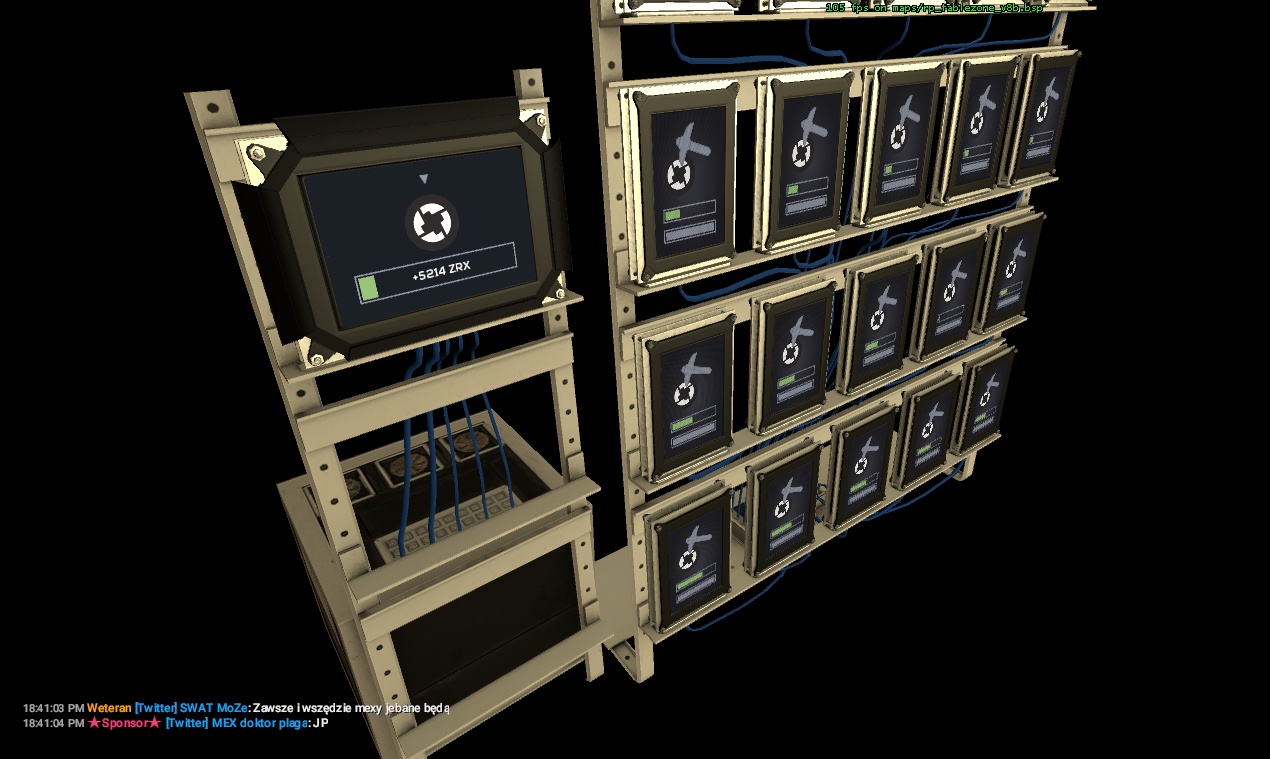 105 fps on maps/rp_fablezone_v8b.bsp
+5214 ZRX
18:41:03 PM Weteran [Twitter] SWAT MoZe: Zawsze i wszędzie mexy jebane będą
18:41:04 PM ★Sponsor★ [Twitter] MEX doktor plaga: JP